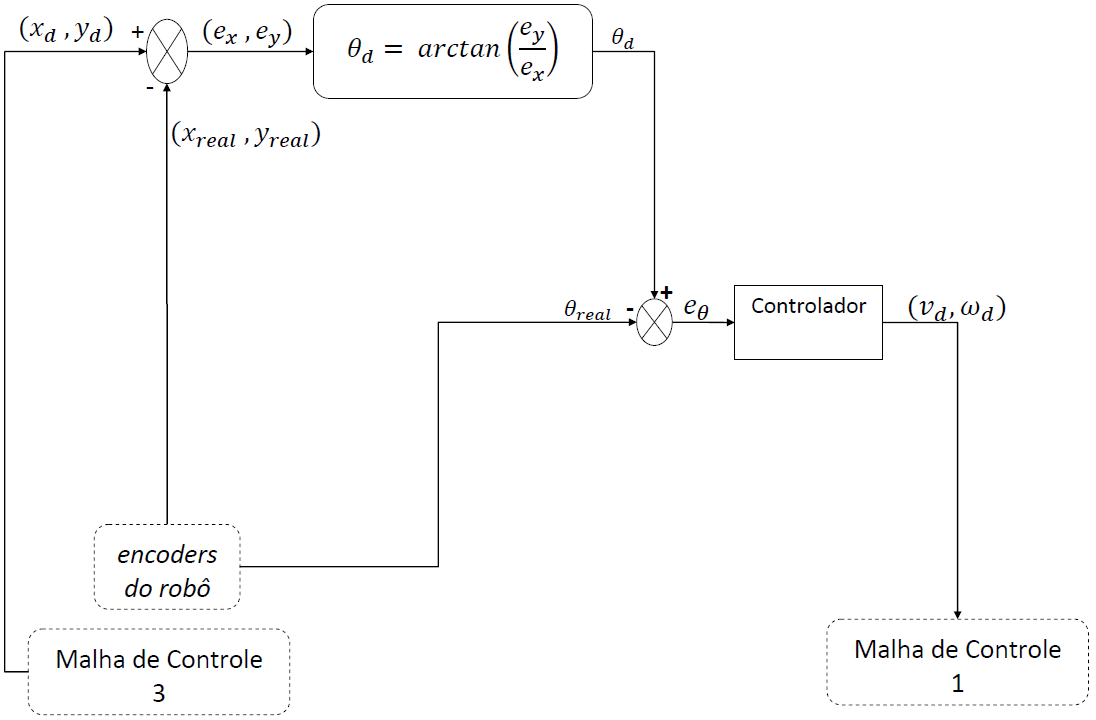 (x_d , y_d) +
(e_x , e_y)
θ_d = arctan(e_y/e_x)
θ_d
-
(x_real , y_real)
+
θ_real -
e_θ
Controlador
(v_d, ω_d)
encoders
do robô
Malha de Controle
3
Malha de Controle
1